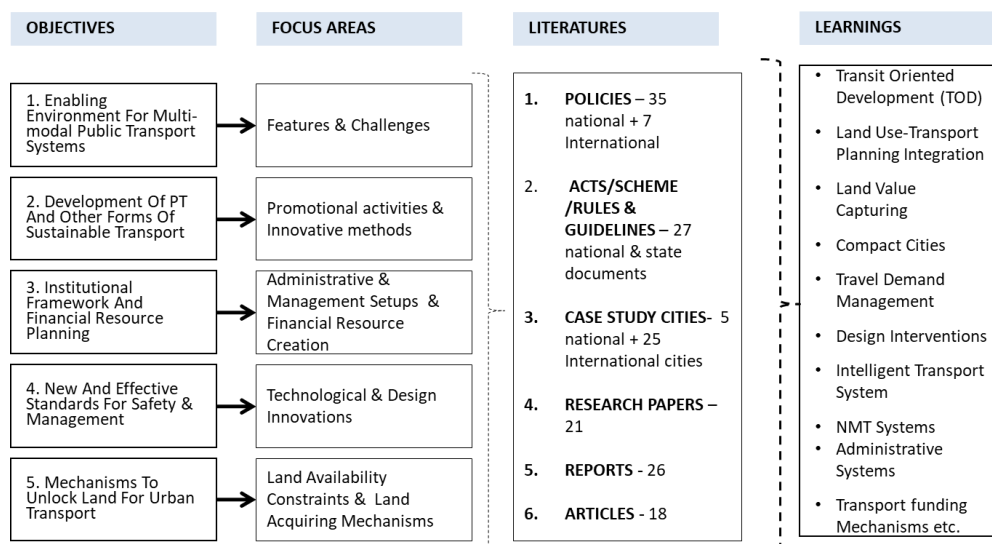 OBJECTIVES
FOCUS AREAS
LITERATURES
LEARNINGS
1. Enabling
Environment For Multi-
modal Public Transport
Systems
2. Development Of PT
And Other Forms Of
Sustainable Transport
3. Institutional
Framework And
Financial Resource
Planning
4. New And Effective
Standards For Safety &
Management
5. Mechanisms To
Unlock Land For Urban
Transport
Features & Challenges
Promotional activities &
Innovative methods
Administrative &
Management Setups &
Financial Resource
Creation
Technological & Design
Innovations
Land Availability
Constraints & Land
Acquiring Mechanisms
1. POLICIES – 35
national + 7
International
2. ACTS/SCHEME
/RULES &
GUIDELINES – 27
national & state
documents
3. CASE STUDY CITIES- 5
national + 25
International cities
4. RESEARCH PAPERS –
21
5. REPORTS - 26
6. ARTICLES - 18
• Transit Oriented
Development (TOD)
• Land Use-Transport
Planning Integration
• Land Value
Capturing
• Compact Cities
• Travel Demand
Management
• Design Interventions
• Intelligent Transport
System
• NMT Systems
• Administrative
Systems
• Transport funding
Mechanisms etc.